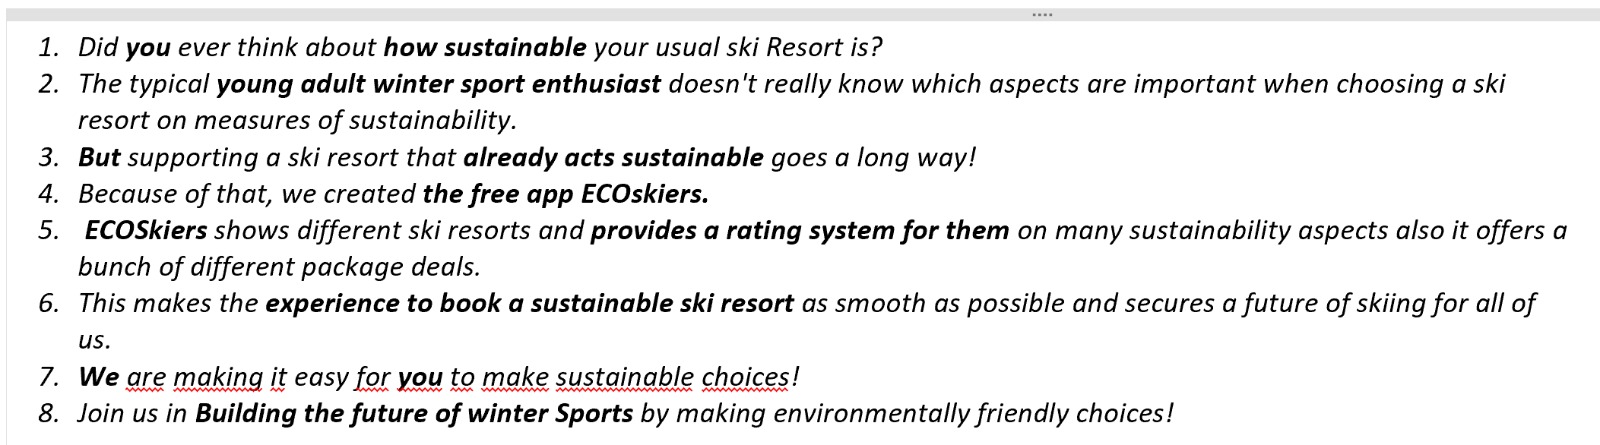 1. Did you ever think about how sustainable your usual ski Resort is?
2. The typical young adult winter sport enthusiast doesn't really know which aspects are important when choosing a ski
resort on measures of sustainability.
3. But supporting a ski resort that already acts sustainable goes a long way!
4. Because of that, we created the free app ECOskiers.
5. ECOSkiers shows different ski resorts and provides a rating system for them on many sustainability aspects also it offers a
bunch of different package deals.
6. This makes the experience to book a sustainable ski resort as smooth as possible and secures a future of skiing for all of
us.
7. We are making it easy for you to make sustainable choices!
8. Join us in Building the future of winter Sports by making environmentally friendly choices!